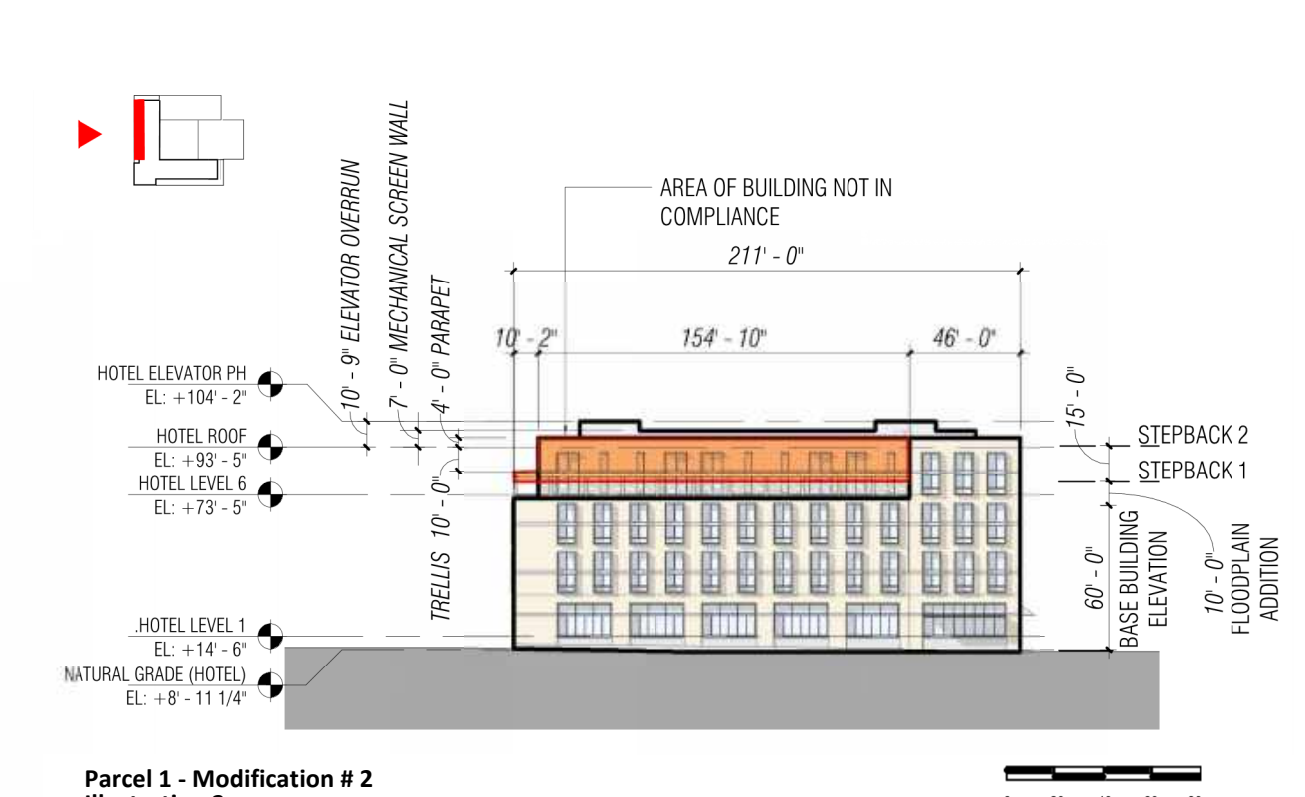 10' - 9" ELEVATOR OVERRUN
7' - 0" MECHANICAL SCREEN WALL
4' - 0" PARAPET
TRELLIS 10' - 0"
AREA OF BUILDING NOT IN
COMPLIANCE
211' - 0"
10' - 2"
154' - 10"
46' - 0"
HOTEL ELEVATOR PH
EL: +104' - 2"
HOTEL ROOF
EL: +93' - 5"
HOTEL LEVEL 6
EL: +73' - 5"
.HOTEL LEVEL 1
EL: +14' - 6"
NATURAL GRADE (HOTEL)
EL: +8' - 11 1/4"
15' - 0"
STEPBACK 2
STEPBACK 1
60' - 0"
BASE BUILDING
ELEVATION
10' - 0"
FLOODPLAIN
ADDITION
Parcel 1 - Modification # 2